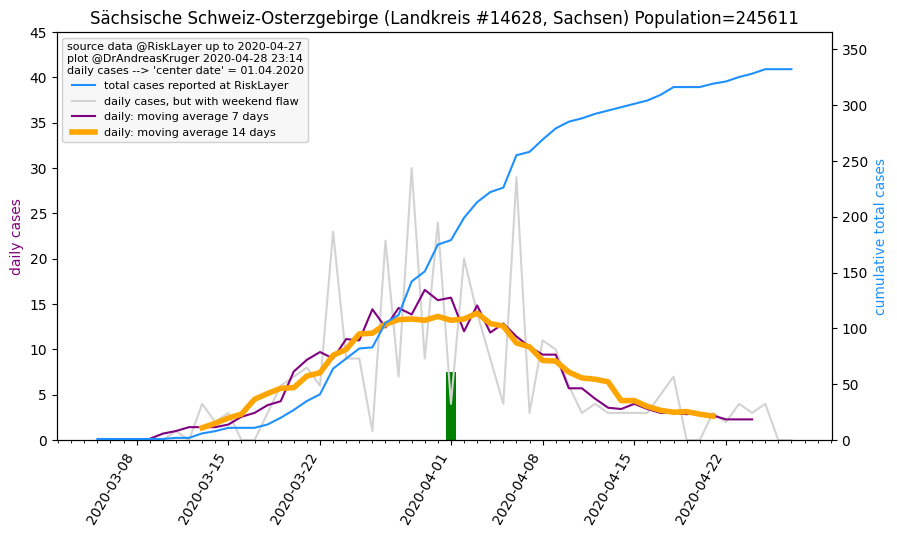 Sächsische Schweiz-Osterzgebirge (Landkreis #14628, Sachsen) Population=245611
source data @RiskLayer up to 2020-04-27
plot @DrAndreasKruger 2020-04-28 23:14
daily cases --> 'center date' = 01.04.2020
total cases reported at RiskLayer
daily cases, but with weekend flaw
daily: moving average 7 days
daily: moving average 14 days
daily cases
45
40
35
30
25
20
15
10
5
0
cumulative total cases
350
300
250
200
150
100
50
0
2020-03-08
2020-03-15
2020-03-22
2020-04-01
2020-04-08
2020-04-15
2020-04-22